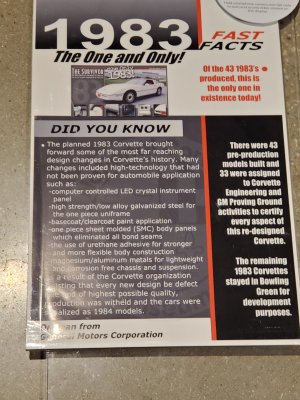 1983
FAST
FACTS
The One and Only!
THE SURVIVOR
1983!
Of the 43 1983's
produced, this is
the only one in
existence today!
DID YOU KNOW
The planned 1983 Corvette brought
forward some of the most far reaching
design changes in Corvette's history. Many
changes included high-technology that had
not been proven for automobile application
such as:
-computer controlled LED crystal instrument
panel
-high strength/low alloy galvanized steel for
the one piece uniframe
-basecoat/clearcoat paint application
-one piece sheet molded (SMC) body panels
which eliminated all bond seams
-the use of urethane adhesive for stronger
and more flexible body construction
magnesium/aluminum metals for lightweight
and corrosion free chassis and suspension.
a result of the Corvette organization
isting that every new design be defect
d of highest possible quality,
production was witheld and the cars were
ialized as 1984 models.
an from
Motors Corporation
There were 43
pre-production
models built and
33 were assigned
to Corvette
Engineering and
GM Proving Ground
activities to certify
every aspect of
this re-designed
Corvette.
The remaining
1983 Corvettes
stayed in Bowling
Green for
development
purposes.